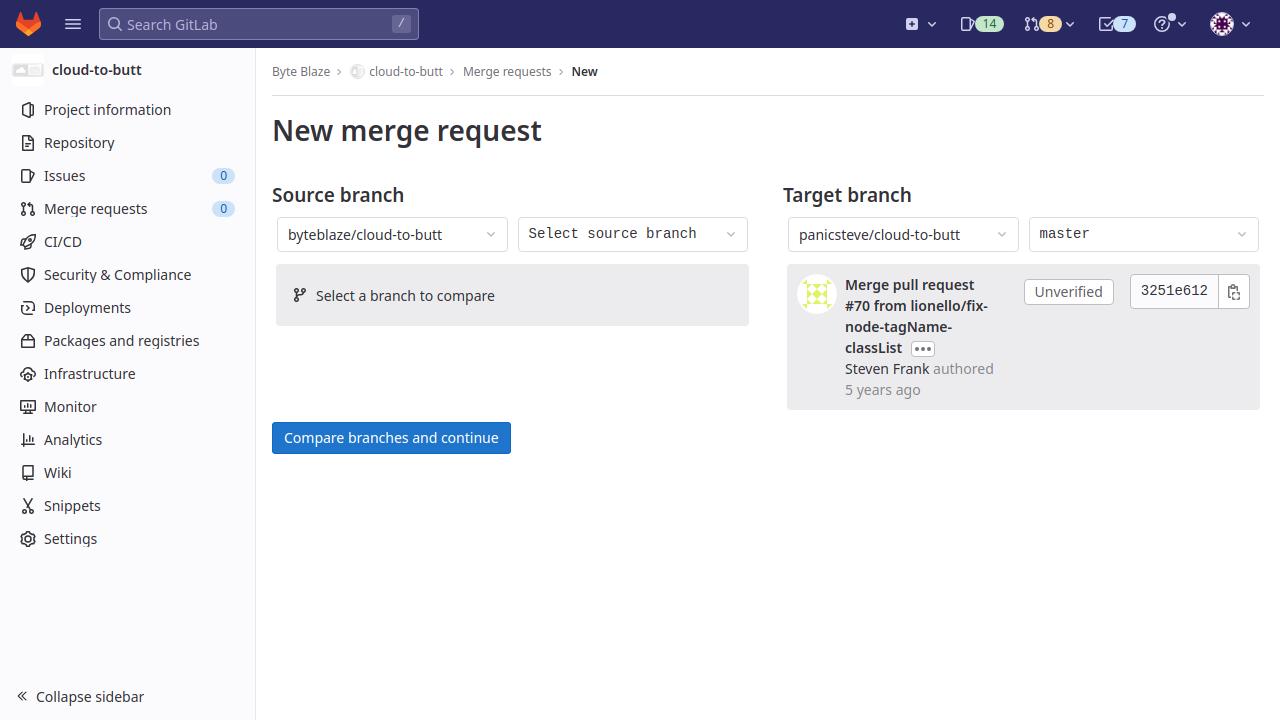 Search GitLab
/
14
8
7
cloud-to-butt
Project information
Repository
Issues
0
Merge requests
0
CI/CD
Security & Compliance
Deployments
Packages and registries
Infrastructure
Monitor
Analytics
Wiki
Snippets
Settings
Collapse sidebar
Byte Blaze
cloud-to-butt
Merge requests
New
New merge request
Source branch
byteblaze/cloud-to-butt
Select source branch
Select a branch to compare
Target branch
panicsteve/cloud-to-butt
master
Merge pull request
#70 from lionello/fix-
node-tagName-
classList
Steven Frank authored
5 years ago
Unverified
3251e612
Compare branches and continue